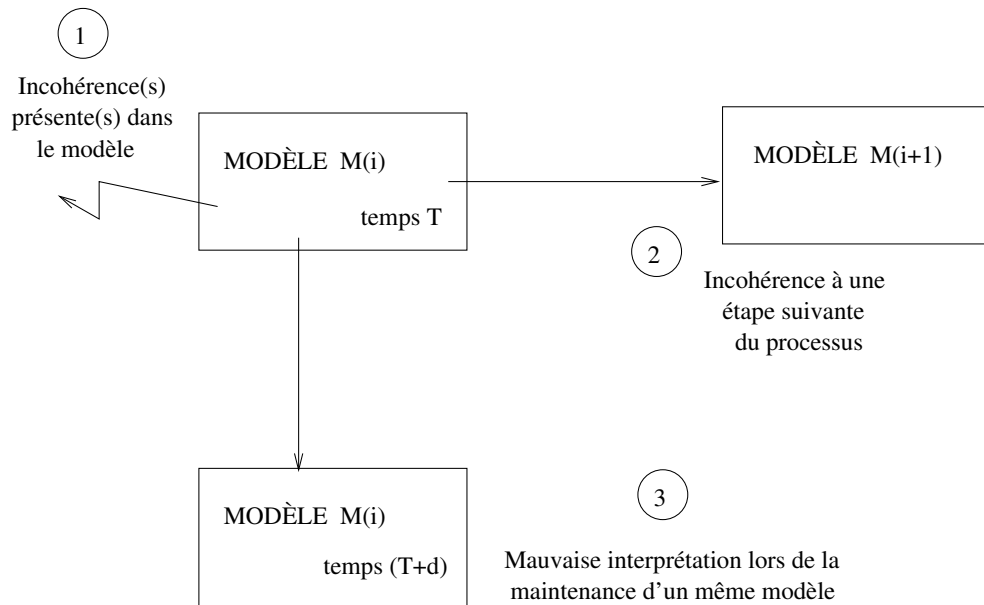 1
Incohérence(s)
présente(s) dans
le modèle
MODÈLE M(i)
temps T
MODÈLE M(i+1)
2
Incohérence à une
étape suivante
du processus
MODÈLE M(i)
temps (T+d)
3
Mauvaise interprétation lors de la
maintenance d'un même modèle